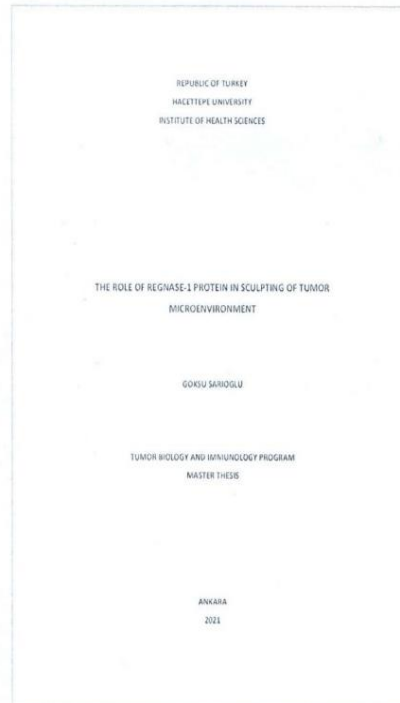 REPUBLIC OF TURKEY
HACETTEPE UNIVERSITY
INSTITUTE OF HEALTH SCIENCES
THE ROLE OF REGNASE-1 PROTEIN IN SCULPTING OF TUMOR
MICROENVIRONMENT
GOKSU SARIOGLU
TUMOR BIOLOGY AND IMMUNOLOGY PROGRAM
MASTER THESIS
ANKARA
2021